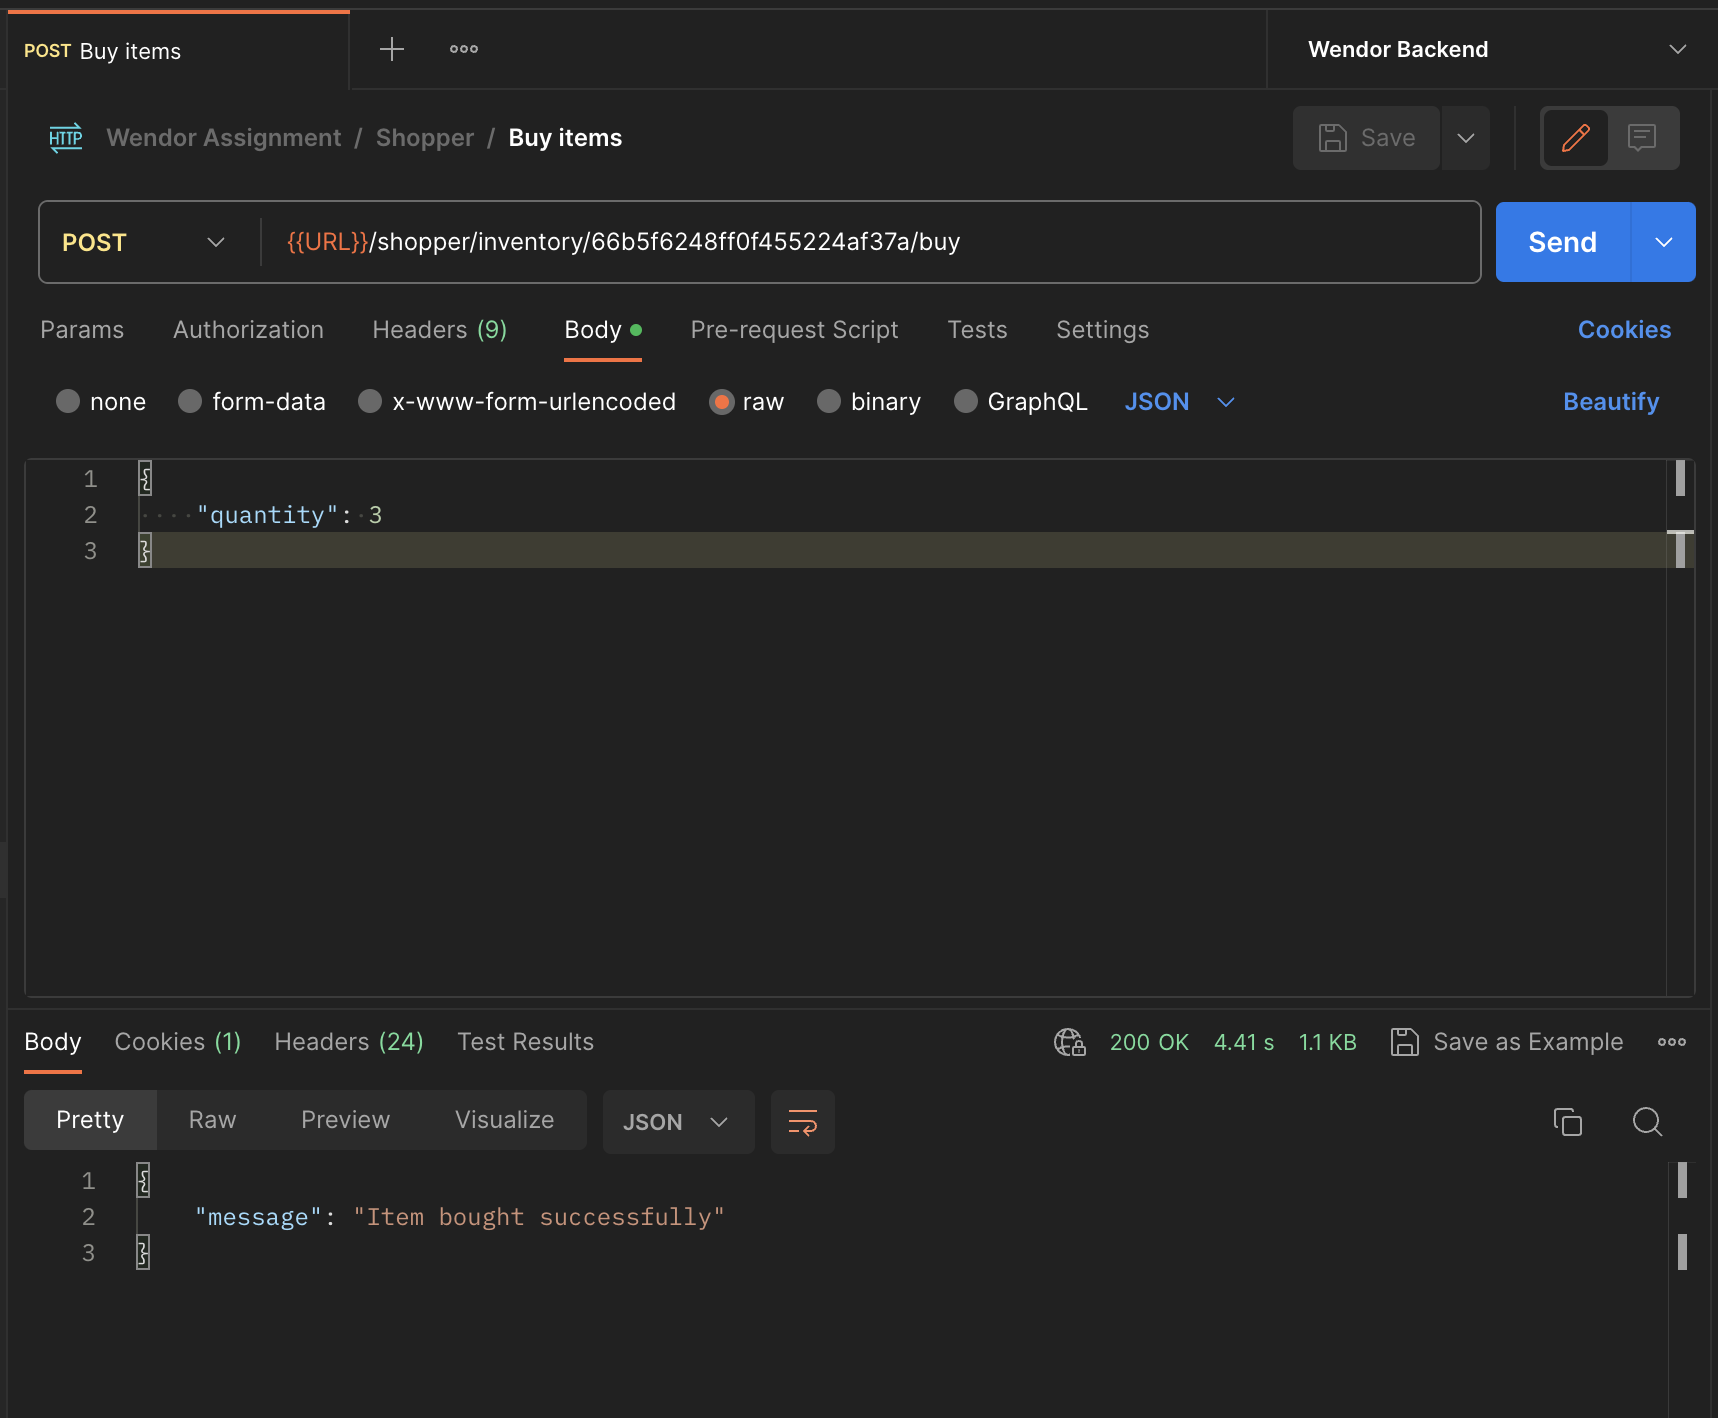 POST Buy items
Wendor Backend
HTTP Wendor Assignment / Shopper / Buy items
Save
POST
{{URL}}/shopper/inventory/66b5f6248ff0f455224af37a/buy
Send
Params Authorization Headers (9) Body Pre-request Script Tests Settings Cookies
none form-data x-www-form-urlencoded raw binary GraphQL JSON Beautify
1 {
2 "quantity": 3
3 }
Body Cookies (1) Headers (24) Test Results 200 OK 4.41 s 1.1 KB Save as Example
Pretty Raw Preview Visualize JSON
1 {
2 "message": "Item bought successfully"
3 }